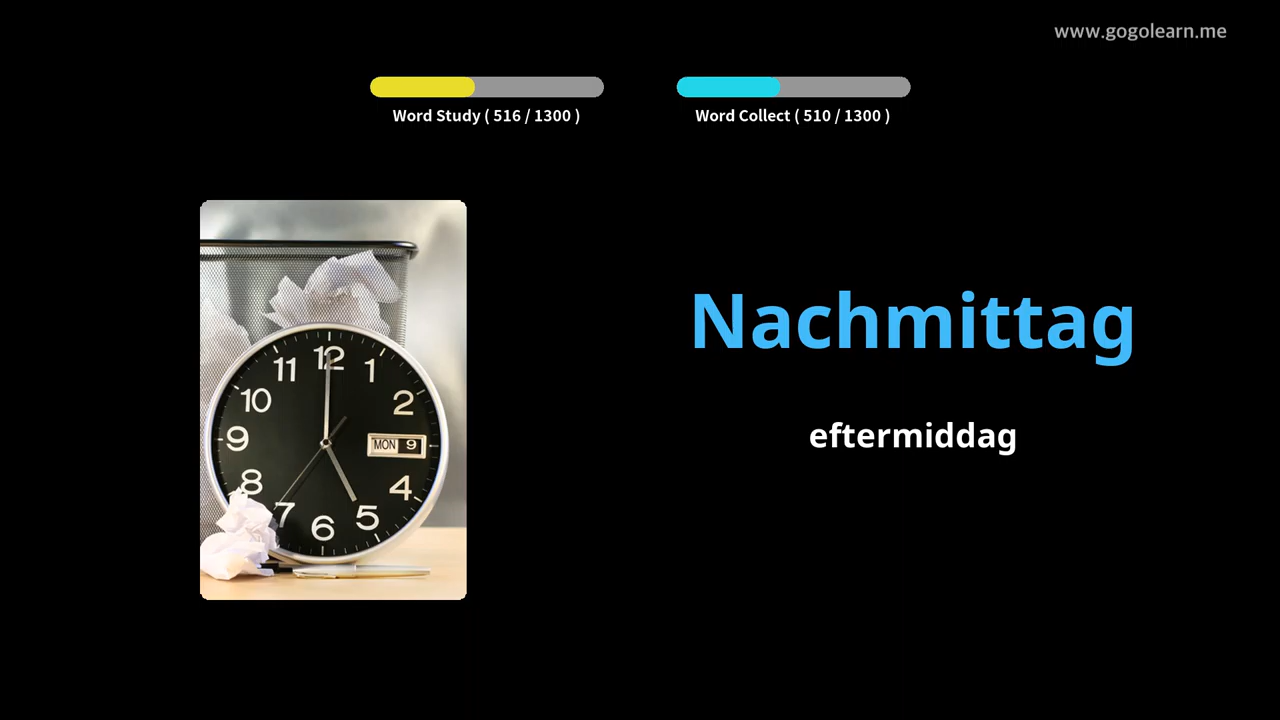 www.gogolearn.me
Word Study ( 516 / 1300 )
Word Collect ( 510 / 1300 )
Nachmittag
eftermiddag
12
11
1
10
2
9
MON 9
8
4
7
5
6